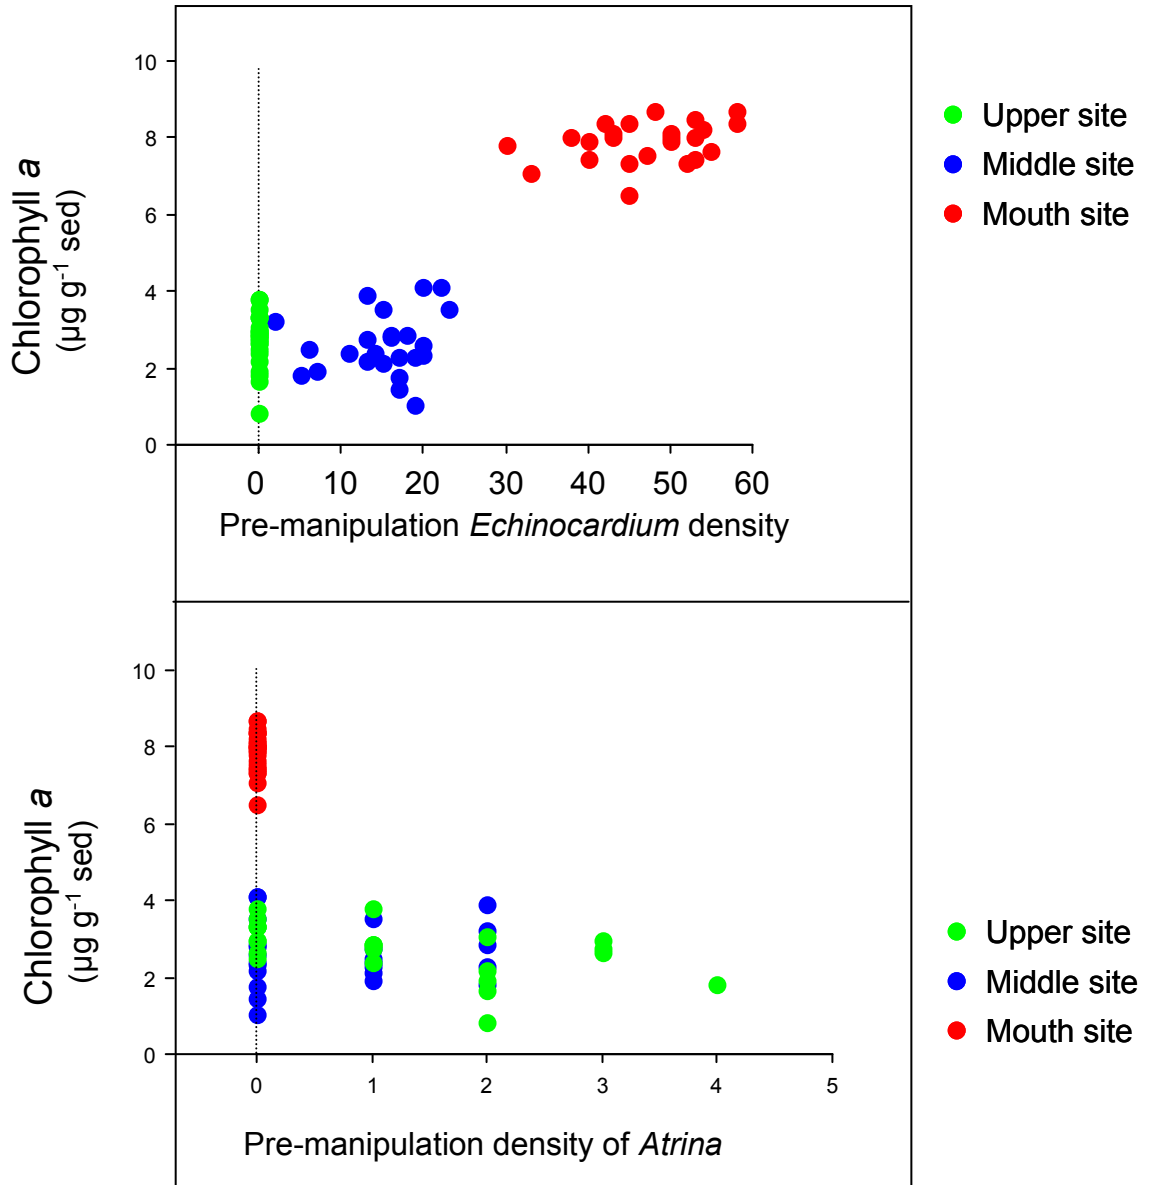 10
8
6
4
2
0
Chlorophyll a
(µg g-1 sed)
0 10 20 30 40 50 60
Pre-manipulation Echinocardium density
Upper site
Middle site
Mouth site
10
8
6
4
2
0
Chlorophyll a
(µg g-1 sed)
0 1 2 3 4 5
Pre-manipulation density of Atrina
Upper site
Middle site
Mouth site